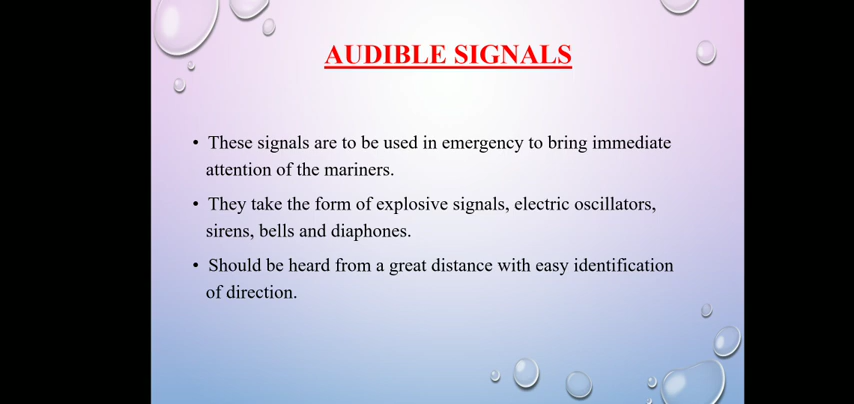 AUDIBLE SIGNALS
• These signals are to be used in emergency to bring immediate
attention of the mariners.
• They take the form of explosive signals, electric oscillators,
sirens, bells and diaphones.
• Should be heard from a great distance with easy identification
of direction.